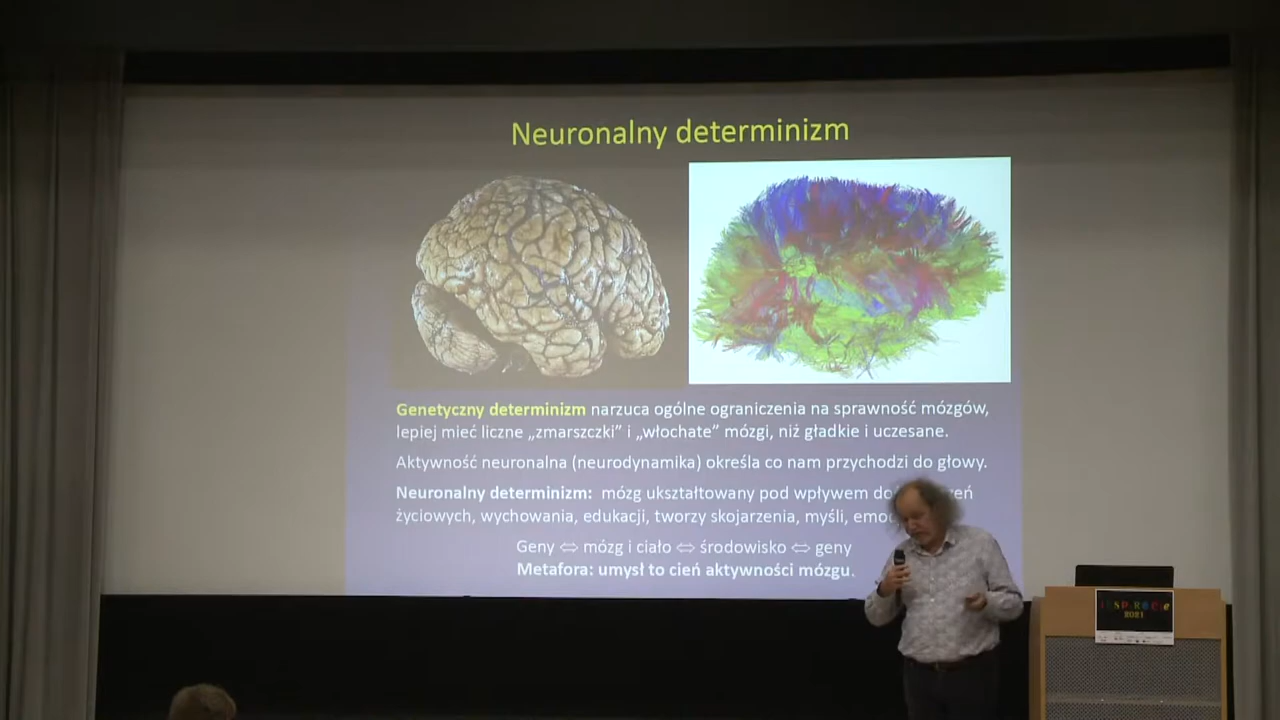 Neuronalny determinizm
Genetyczny determinizm narzuca ogólne ograniczenia na sprawność mózgów,
lepiej mieć liczne „zmarszczki” i „włochate” mózgi, niż gładkie i uczesane.
Aktywność neuronalna (neurodynamika) określa co nam przychodzi do głowy.
Neuronalny determinizm: mózg ukształtowany pod wpływem
życiowych, wychowania, edukacji, tworzy skojarzenia, myśli,
Geny ⇔ mózg i ciało ⇔ środowisko ⇔ geny
Metafora: umysł to cień aktywności mózgu.
2021